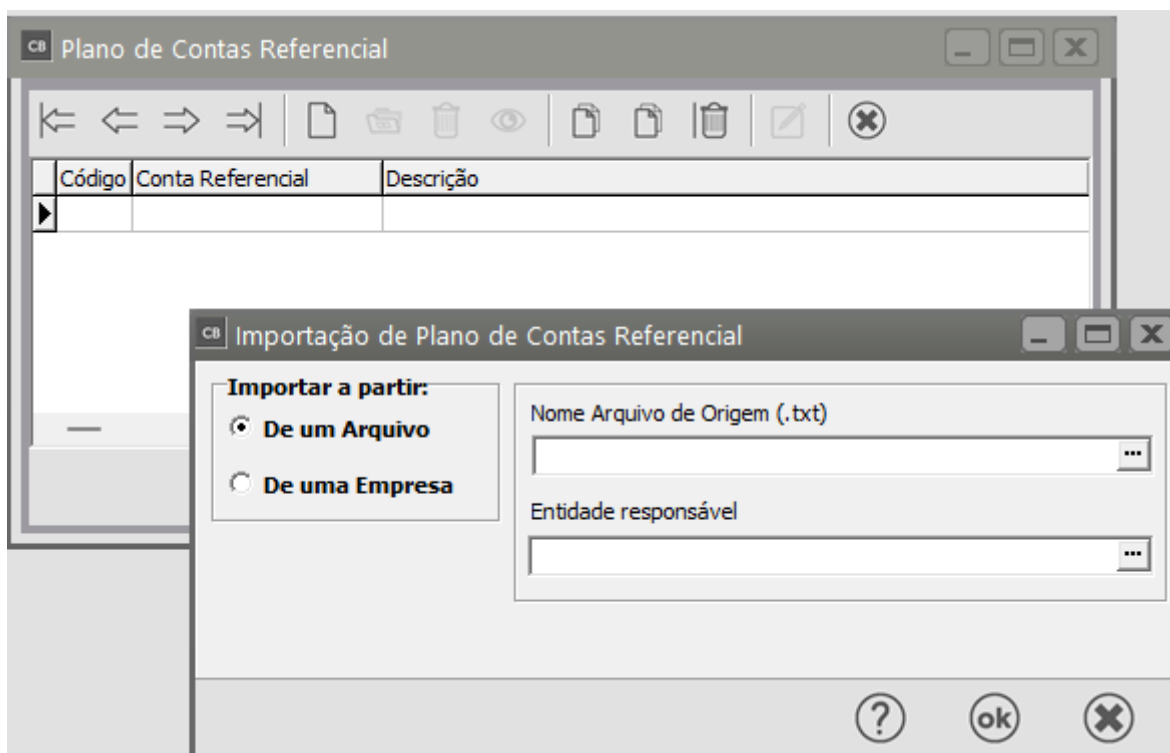 CB Plano de Contas Referencial
Código Conta Referencial Descrição
CB Importação de Plano de Contas Referencial
Importar a partir:
De um Arquivo
De uma Empresa
Nome Arquivo de Origem (.txt)
...
Entidade responsável
...
? ok